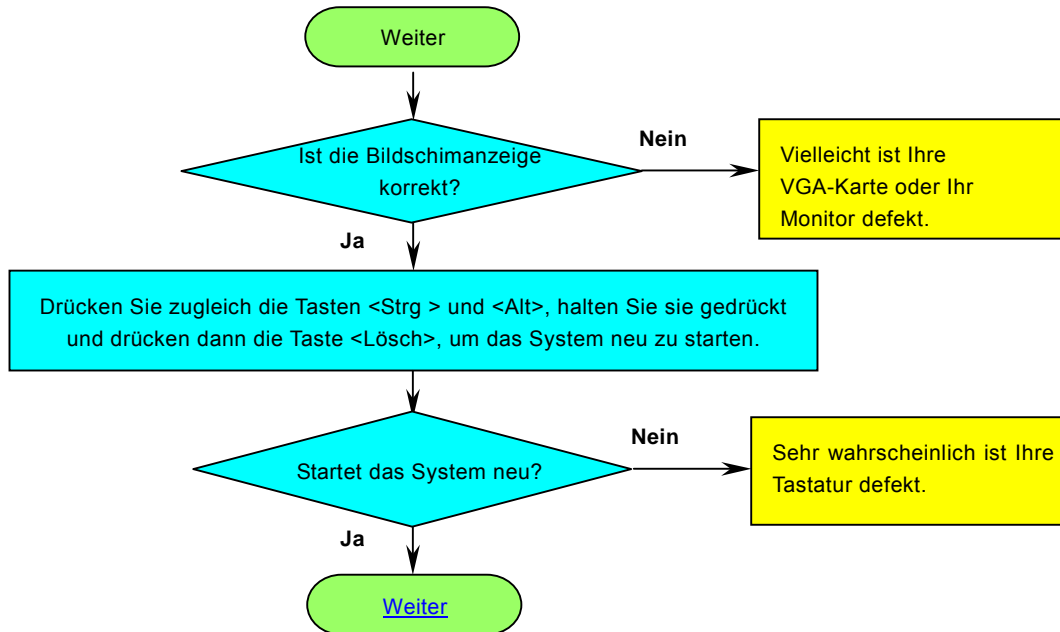 Weiter
Ist die Bildschimanzeige
korrekt?
Nein
Vielleicht ist Ihre
VGA-Karte oder Ihr
Monitor defekt.
Ja
Drücken Sie zugleich die Tasten <Strg > und <Alt>, halten Sie sie gedrückt
und drücken dann die Taste <Lösch>, um das System neu zu starten.
Startet das System neu?
Nein
Sehr wahrscheinlich ist Ihre
Tastatur defekt.
Ja
Weiter